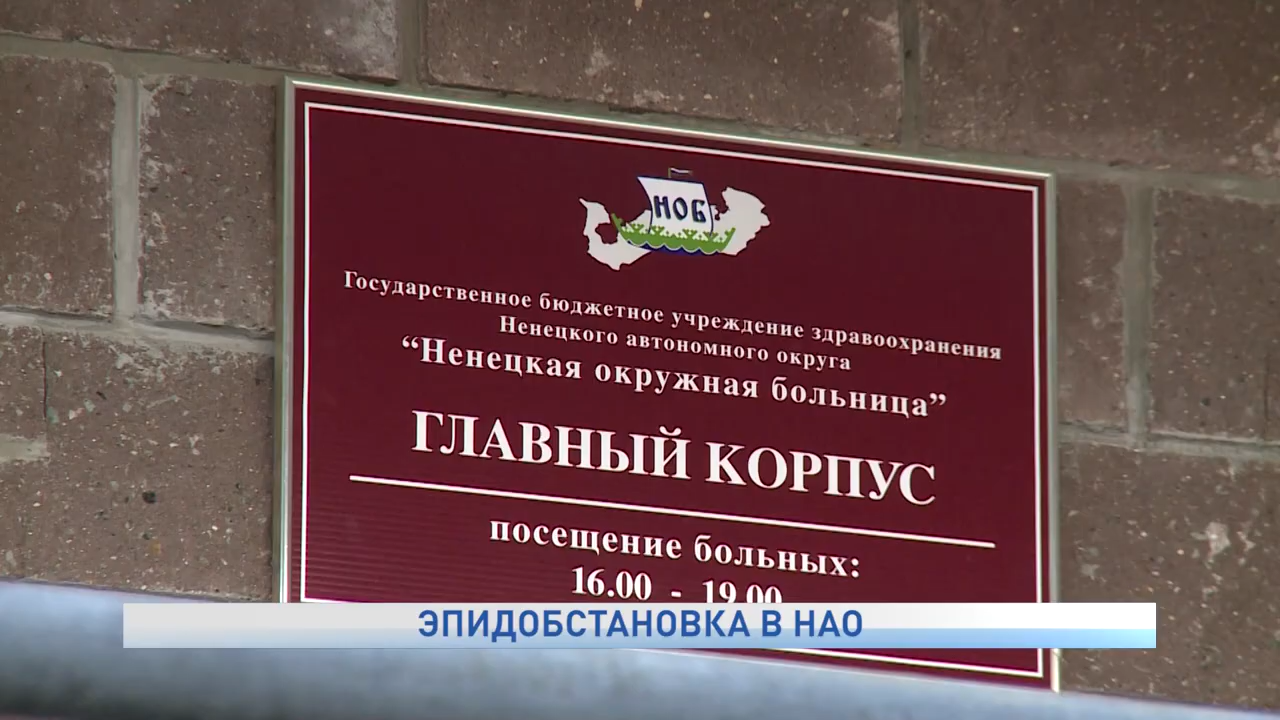 НОБ
Государственное бюджетное учреждение здравоохранения
Ненецкого автономного округа
“Ненецкая окружная больница”
ГЛАВНЫЙ КОРПУС
посещение больных:
16.00 - 19.00
ЭПИДОБСТАНОВКА В НАО